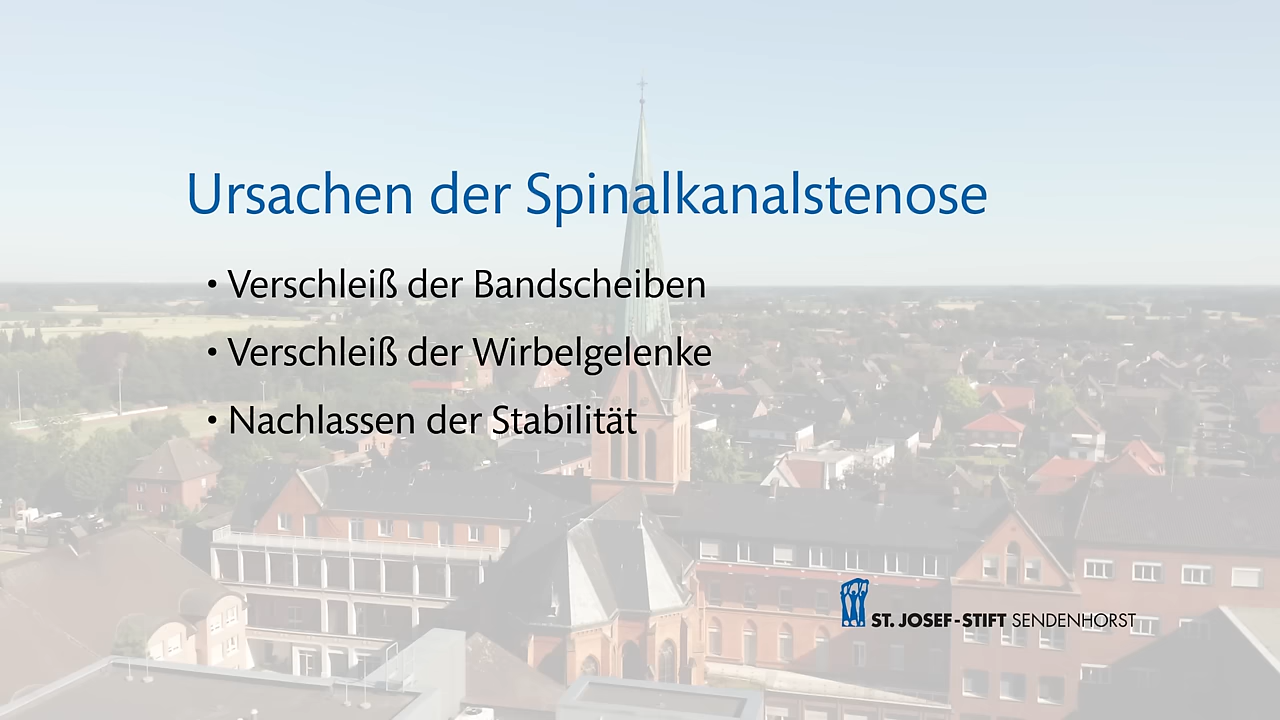 Ursachen der Spinalkanalstenose
• Verschleiß der Bandscheiben
• Verschleiß der Wirbelgelenke
• Nachlassen der Stabilität
ST. JOSEF-STIFT SENDENHORST